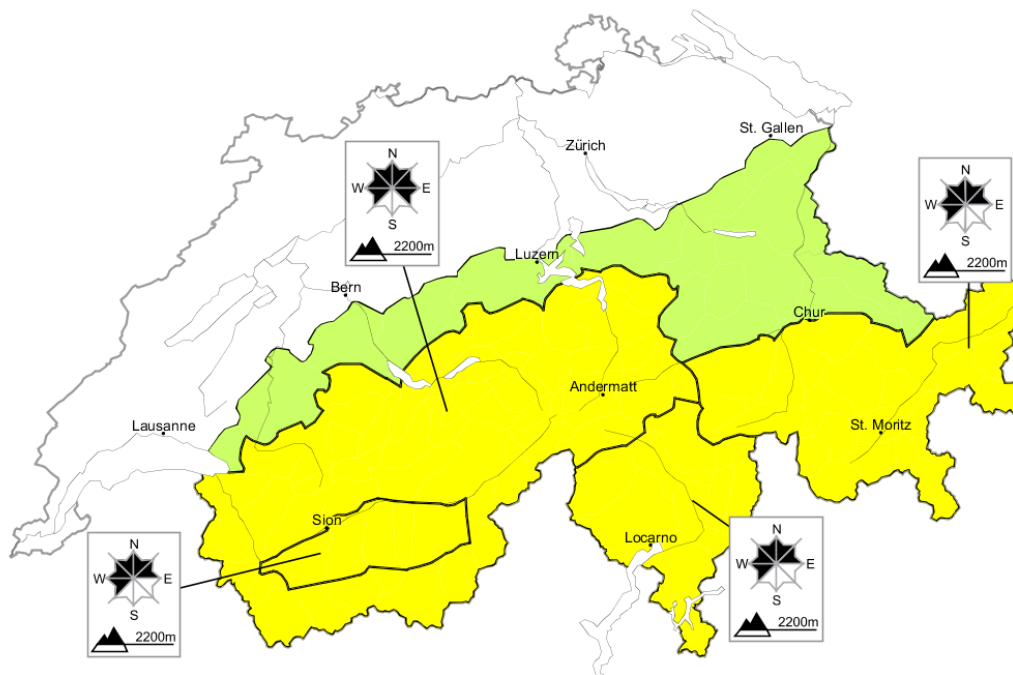 St. Gallen
Zürich
N
W E
S
2200m
N
W E
S
2200m
Luzern
Bern
Chur
Andermatt
Lausanne
St. Moritz
Sion
Locarno
N
W E
S
2200m
N
W E
S
2200m